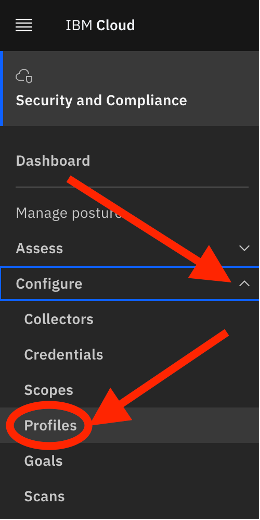 IBM Cloud
Security and Compliance
Dashboard
Manage posture
Assess
Configure
Collectors
Credentials
Scopes
Profiles
Goals
Scans